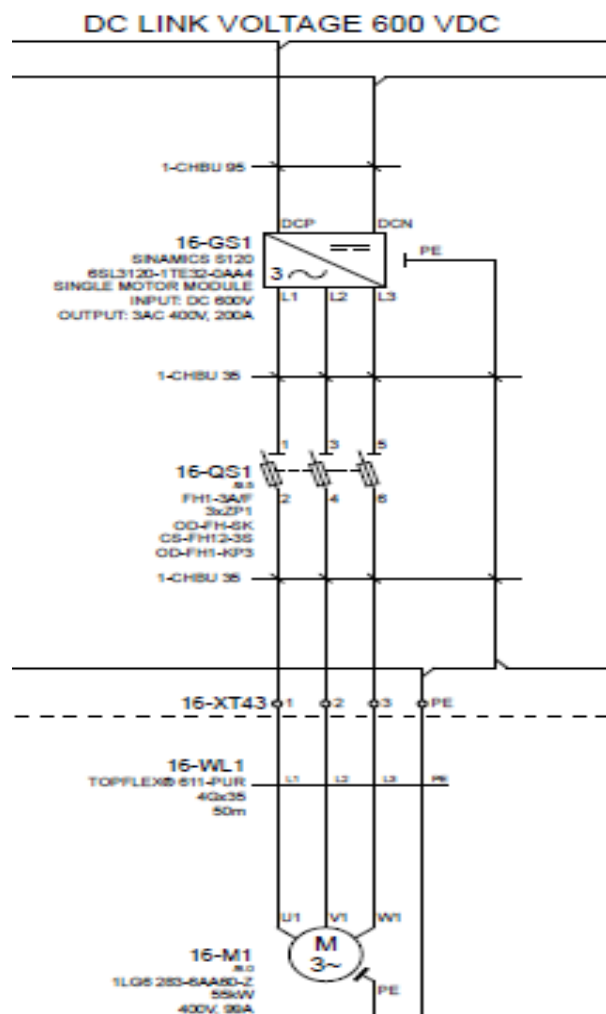 DC LINK VOLTAGE 600 VDC
1-CHBU 95
DCP DCN
16-GS1
SINAMICS S120
6SL3120-1TE32-0AA4
SINGLE MOTOR MODULE
INPUT: DC 600V
OUTPUT: 3AC 400V, 200A
3
PE
L1 L2 L3
1-CHBU 35
1 3 5
16-QS1
FH1-3A/F
3xZP1
OD-FH-SK
CS-FH12-3S
OD-FH1-KP3
2 4 6
1-CHBU 35
16-XT43 1 2 3 PE
16-WL1
TOPFLEX® 611-PUR
4Gx35
50m
L1 L2 L3 PE
U1 V1 W1
M
3~
16-M1
1LG6 283-6AA60-Z
55kW
400V, 99A
PE